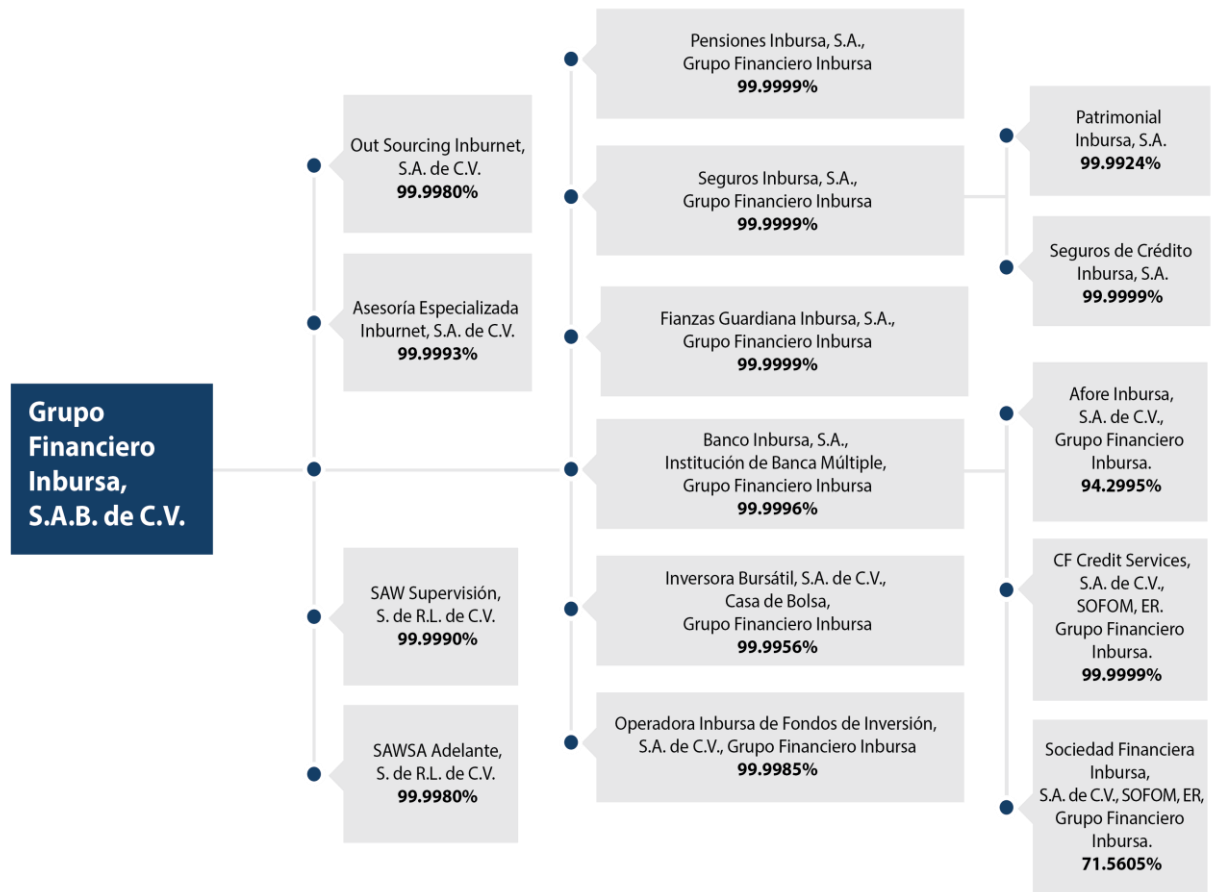 Grupo
Financiero
Inbursa,
S.A.B. de C.V.
Out Sourcing Inburnet,
S.A. de C.V.
99.9980%
Asesoría Especializada
Inburnet, S.A. de C.V.
99.9993%
SAW Supervisión,
S. de R.L. de C.V.
99.9990%
SAWSA Adelante,
S. de R.L. de C.V.
99.9980%
Pensiones Inbursa, S.A.,
Grupo Financiero Inbursa
99.9999%
Seguros Inbursa, S.A.,
Grupo Financiero Inbursa
99.9999%
Fianzas Guardiana Inbursa, S.A.,
Grupo Financiero Inbursa
99.9999%
Banco Inbursa, S.A.,
Institución de Banca Múltiple,
Grupo Financiero Inbursa
99.9996%
Inversora Bursátil, S.A. de C.V.,
Casa de Bolsa,
Grupo Financiero Inbursa
99.9956%
Operadora Inbursa de Fondos de Inversión,
S.A. de C.V., Grupo Financiero Inbursa
99.9985%
Patrimonial
Inbursa, S.A.
99.9924%
Seguros de Crédito
Inbursa, S.A.
99.9999%
Afore Inbursa,
S.A. de C.V.,
Grupo Financiero
Inbursa.
94.2995%
CF Credit Services,
S.A. de C.V.,
SOFOM, ER.
Grupo Financiero
Inbursa.
99.9999%
Sociedad Financiera
Inbursa,
S.A. de C.V., SOFOM, ER,
Grupo Financiero
Inbursa.
71.5605%